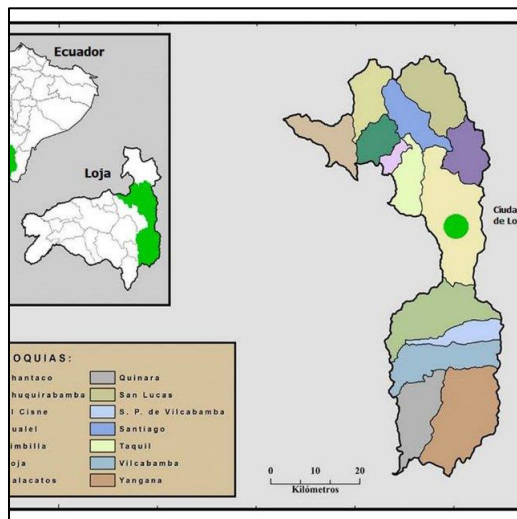 Ecuador
Loja
Ciuda
de Lo
OQUIAS:
hantaco
huquirabamba
l Cisne
ualel
imbilla
oja
alacatos
Quinara
San Lucas
S. P. de Vilcabamba
Santiago
Taquil
Vilcabamba
Yangana
0 10 20
Kilómetros